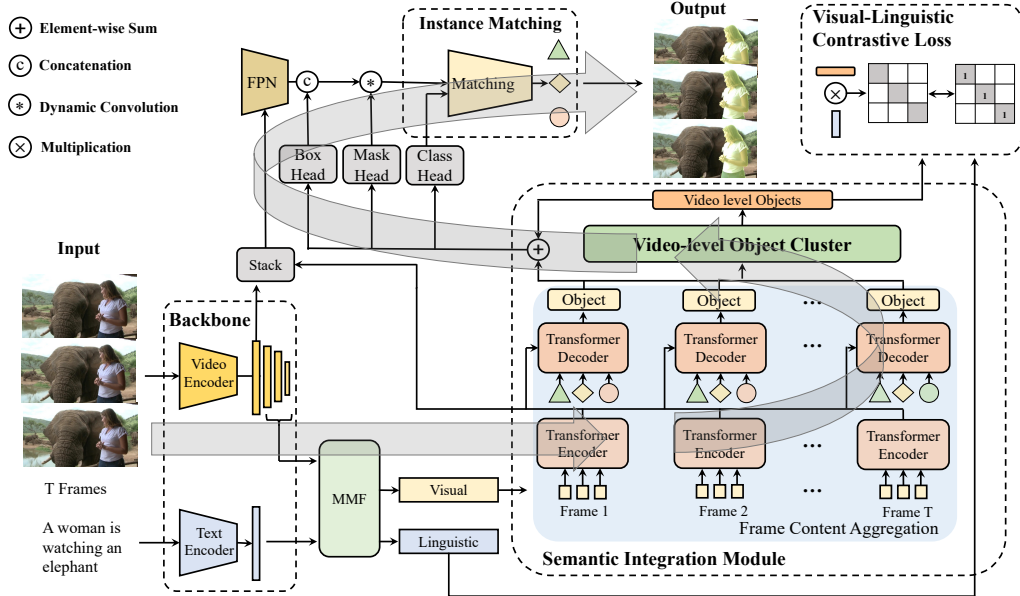 Element-wise Sum
C
Concatenation
Dynamic Convolution
Multiplication
Instance Matching
FPN
C
Matching
Box
Head
Mask
Head
Class
Head
Output
Visual-Linguistic
Contrastive Loss
1
1
1
Video level Objects
Video-level Object Cluster
Stack
Input
Backbone
Video
Encoder
T Frames
A woman is
watching an
elephant
Text
Encoder
MMF
Visual
Linguistic
Object
Object
...
Object
Transformer
Decoder
Transformer
Decoder
...
Transformer
Decoder
Transformer
Encoder
Transformer
Encoder
...
Transformer
Encoder
Frame 1
Frame 2
...
Frame T
Frame Content Aggregation
Semantic Integration Module